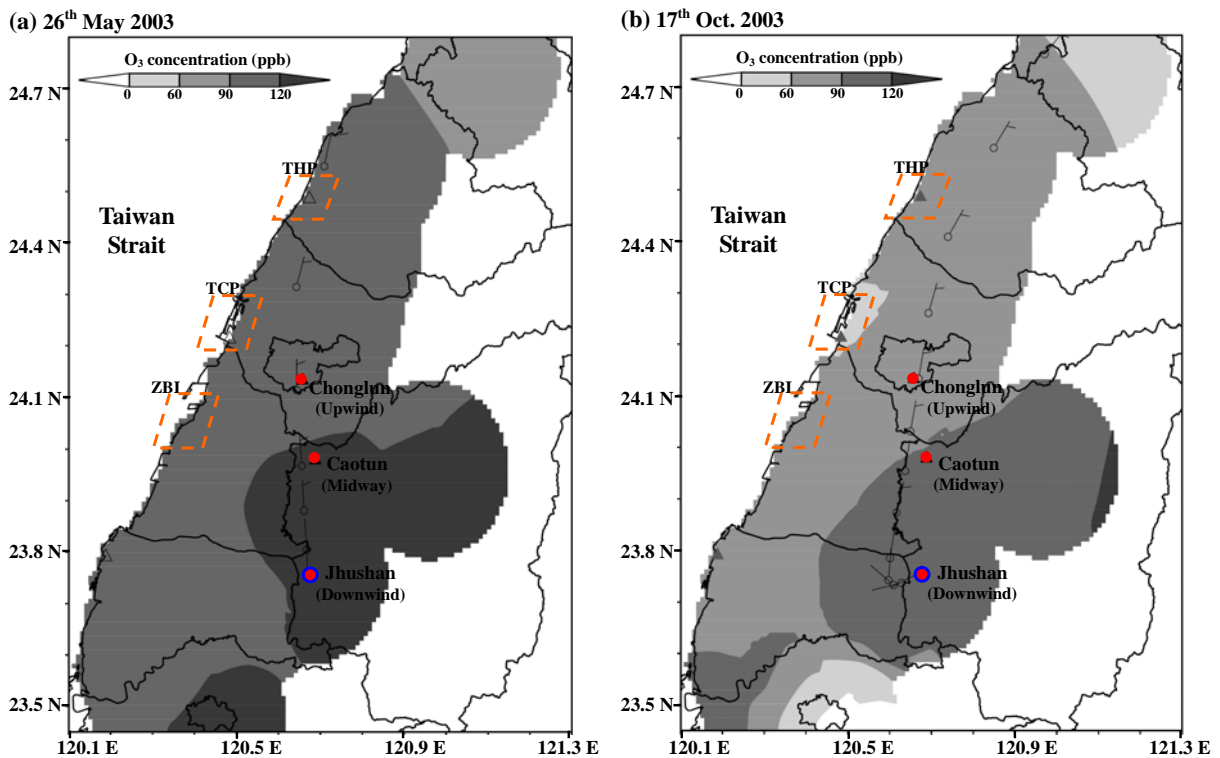 (a) 26th May 2003
O3 concentration (ppb)
0 60 90 120
24.7 N
24.4 N
24.1 N
23.8 N
23.5 N
THP
Taiwan
Strait
TCP
ZBL
Chonglun
(Upwind)
Caotun
(Midway)
Jhushan
(Downwind)
120.1 E 120.5 E 120.9 E 121.3 E
(b) 17th Oct. 2003
O3 concentration (ppb)
0 60 90 120
24.7 N
24.4 N
24.1 N
23.8 N
23.5 N
THP
Taiwan
Strait
TCP
ZBL
Chonglun
(Upwind)
Caotun
(Midway)
Jhushan
(Downwind)
120.1 E 120.5 E 120.9 E 121.3 E